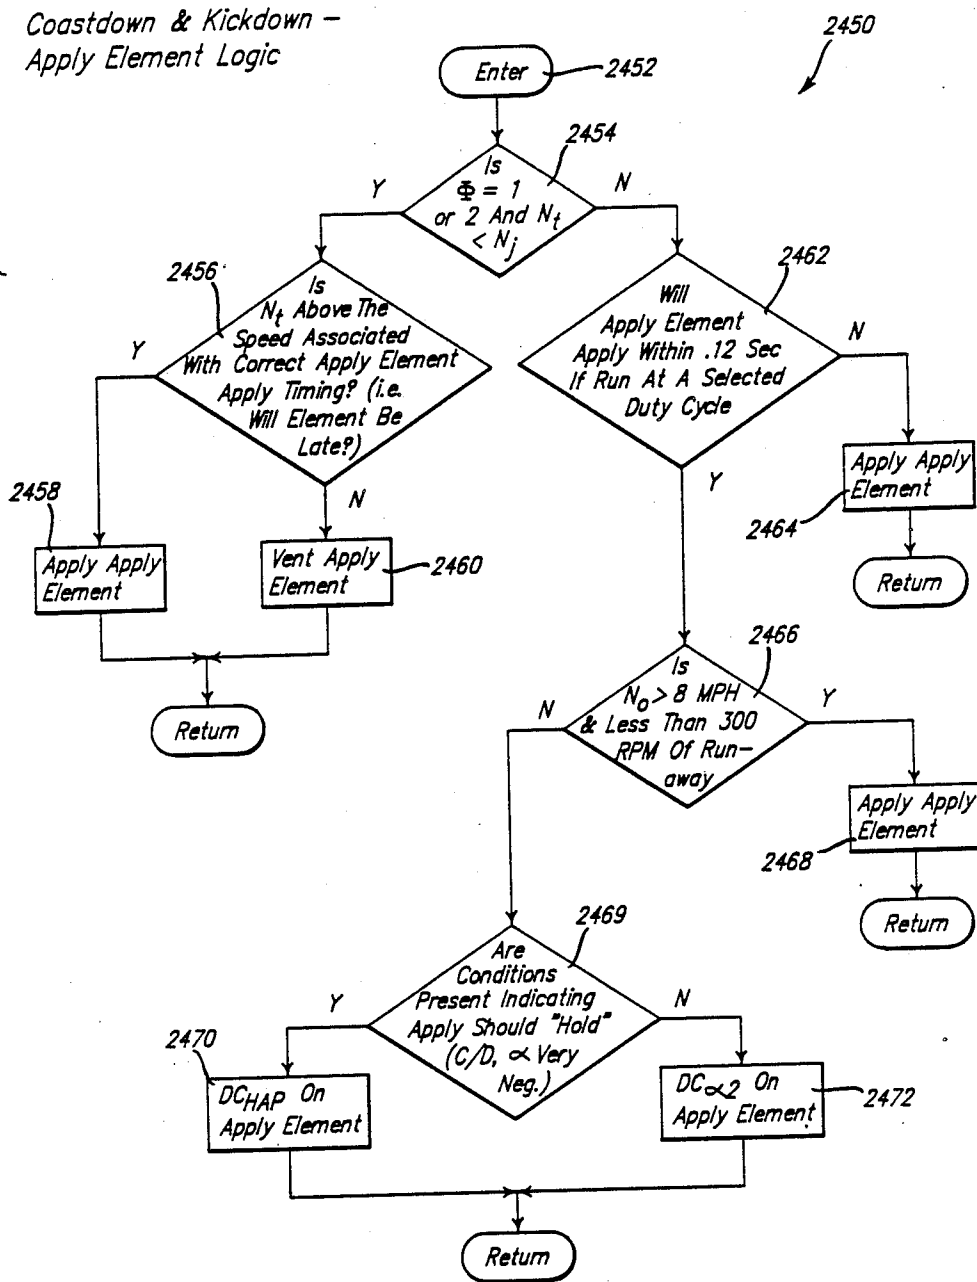 Coastdown & Kickdown –
Apply Element Logic
2450
Enter
2452
2454
Is
Φ = 1
or 2 And Nt
< Nj
Y
N
2456
Is
Nt Above The
Speed Associated
With Correct Apply Element
Apply Timing? (i.e.
Will Element Be
Late?)
Y
N
2462
Will
Apply Element
Apply Within .12 Sec
If Run At A Selected
Duty Cycle
N
Y
2458
Apply Apply
Element
Vent Apply
Element
2460
Return
Apply Apply
Element
2464
Return
2466
Is
No > 8 MPH
& Less Than 300
RPM Of Run-
away
N
Y
Apply Apply
Element
2468
Return
2469
Are
Conditions
Present Indicating
Apply Should "Hold"
(C/D, ∝ Very
Neg.)
Y
N
2470
DCHAP On
Apply Element
DC∝2 On
Apply Element
2472
Return